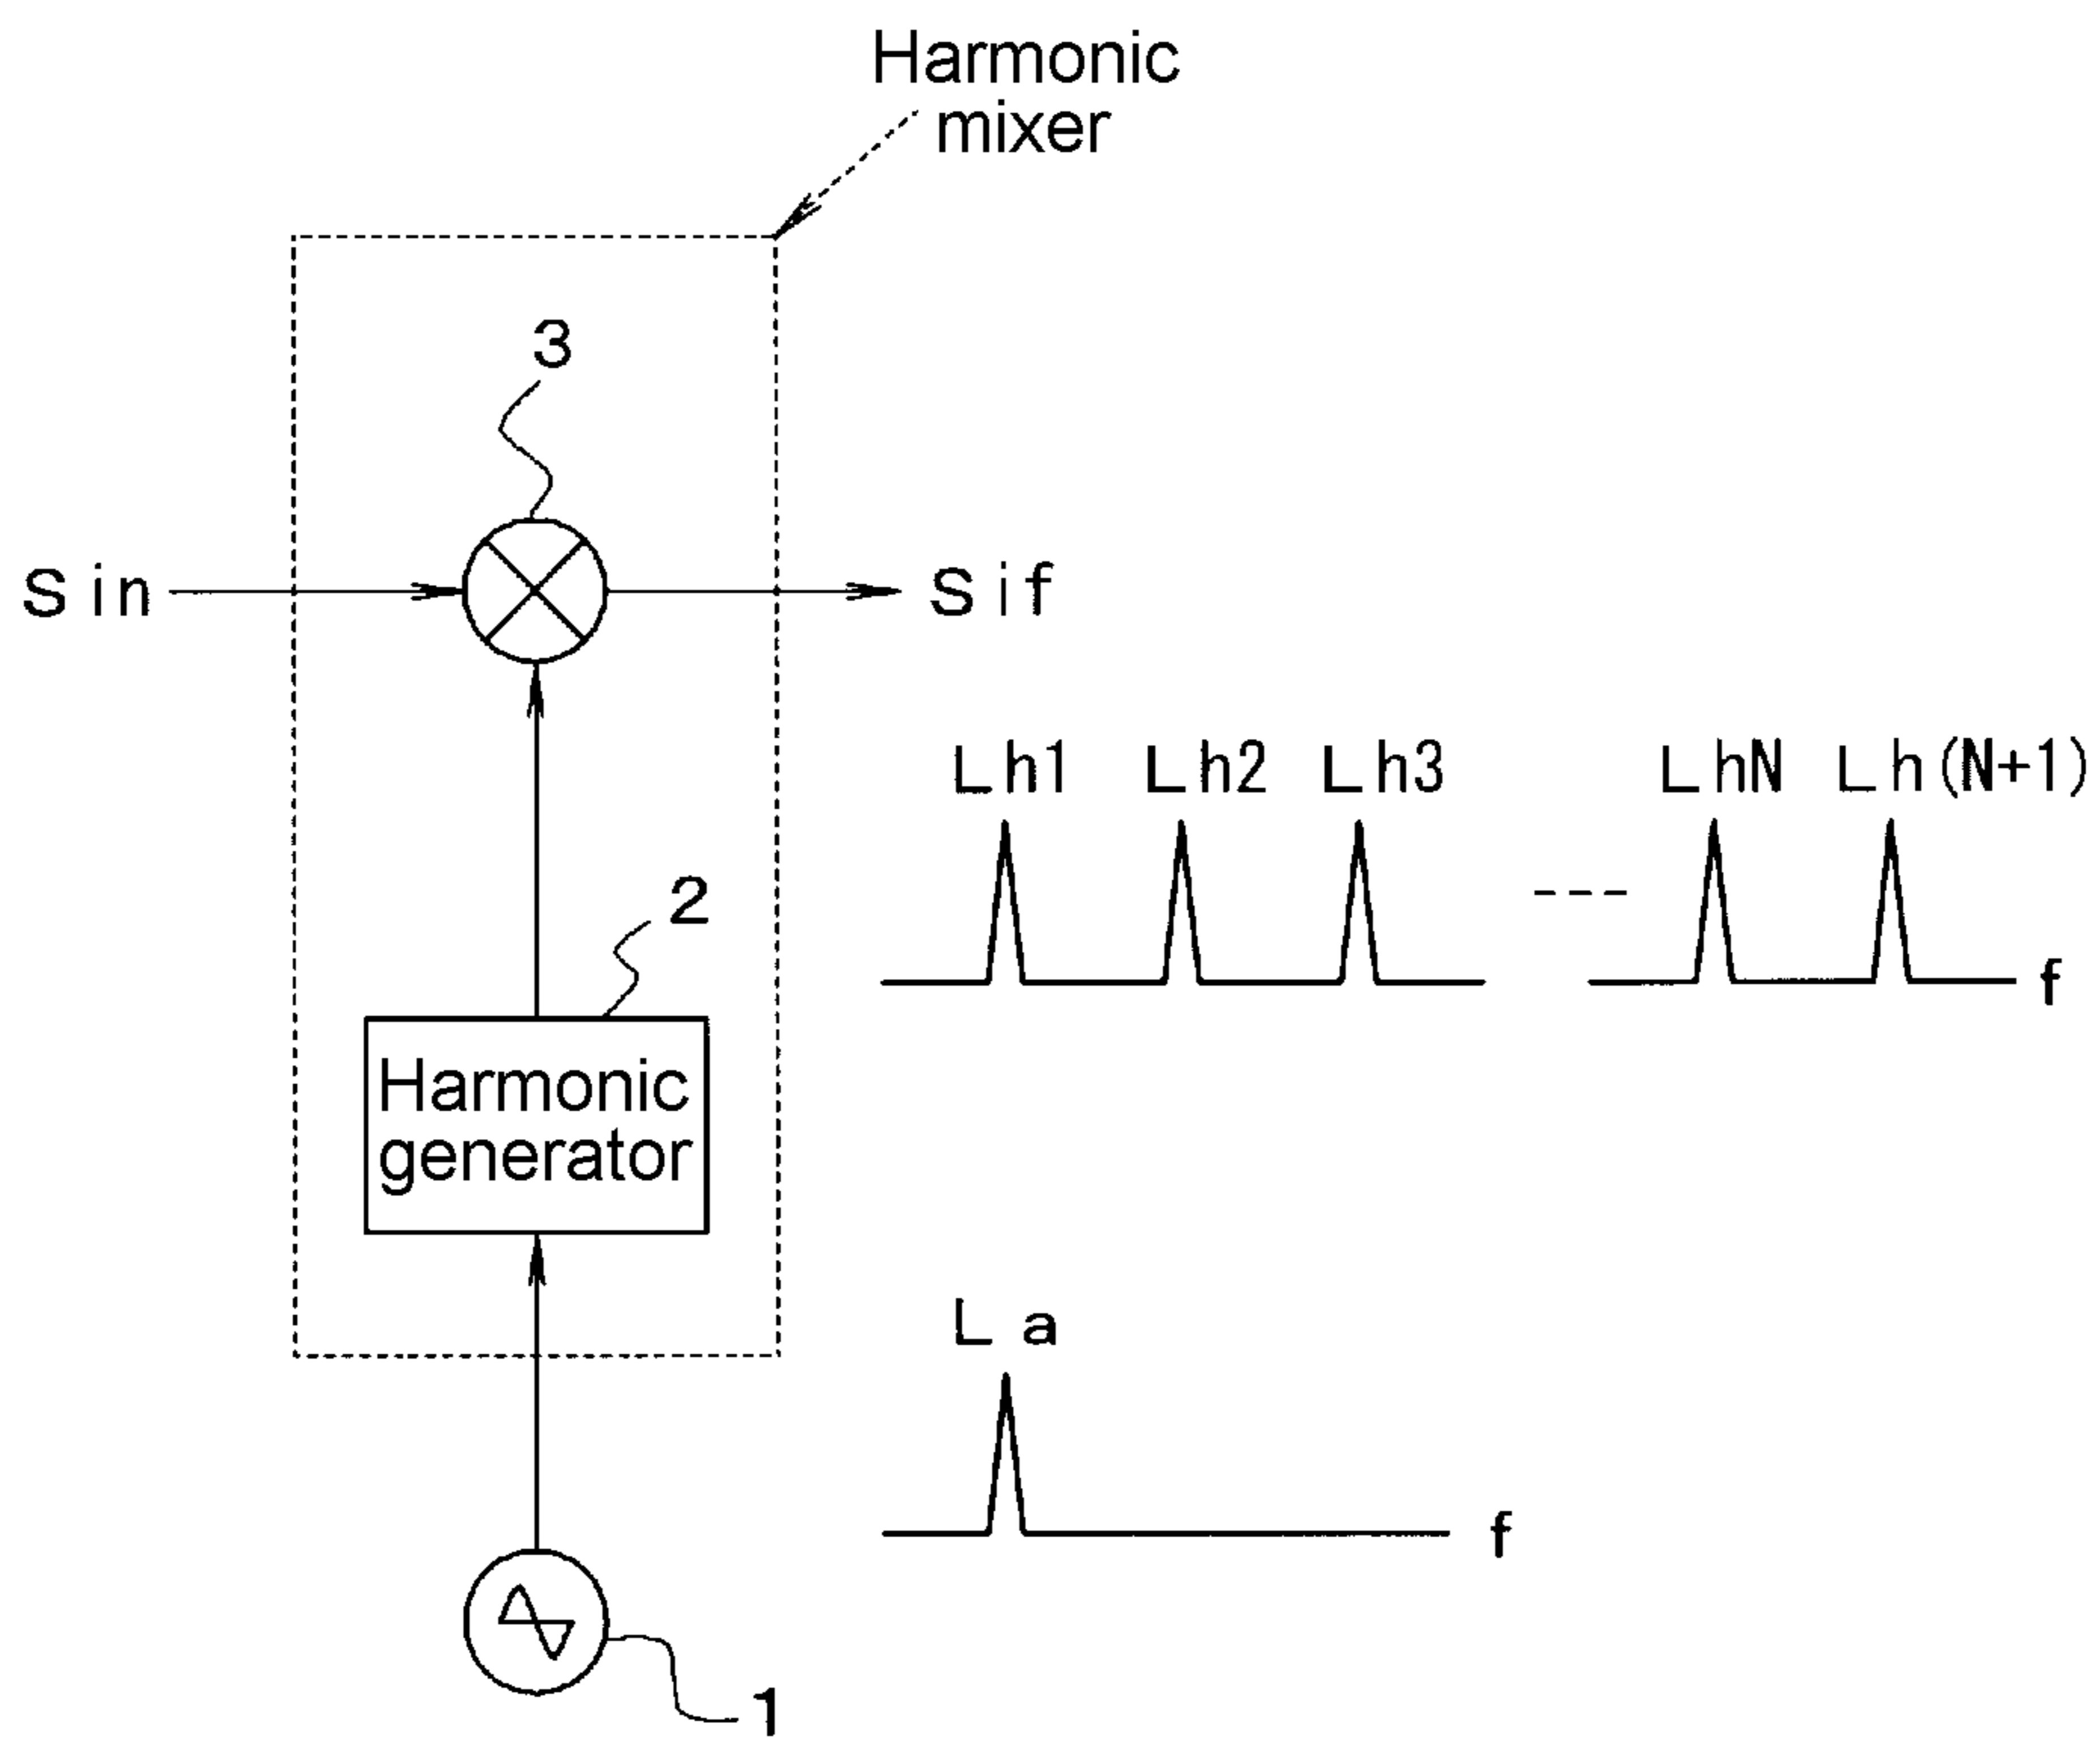 Harmonic
mixer
3
Sin
Sif
Lh1 Lh2 Lh3 LhN Lh(N+1)
2
f
Harmonic
generator
La
f
1